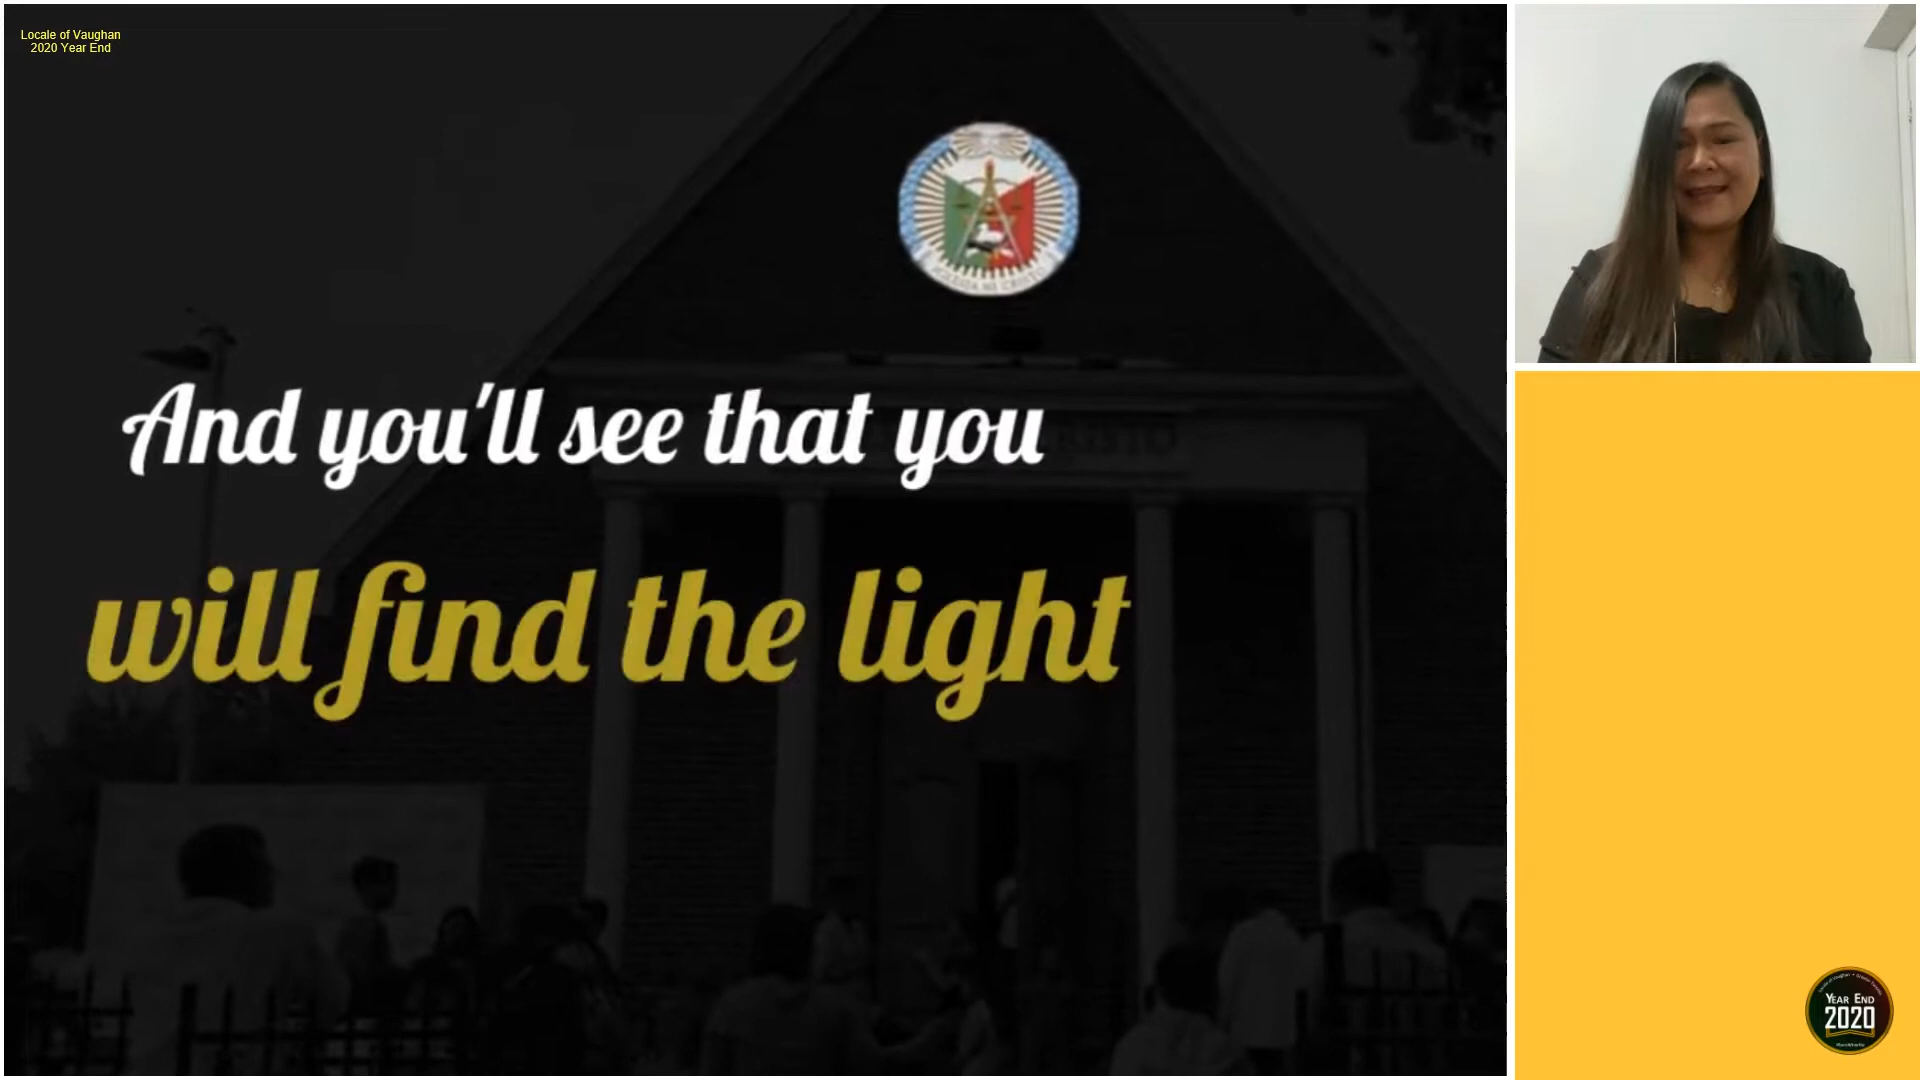 Locale of Vaughan
2020 Year End
And you'll see that you
will find the light
YEAR END
2020